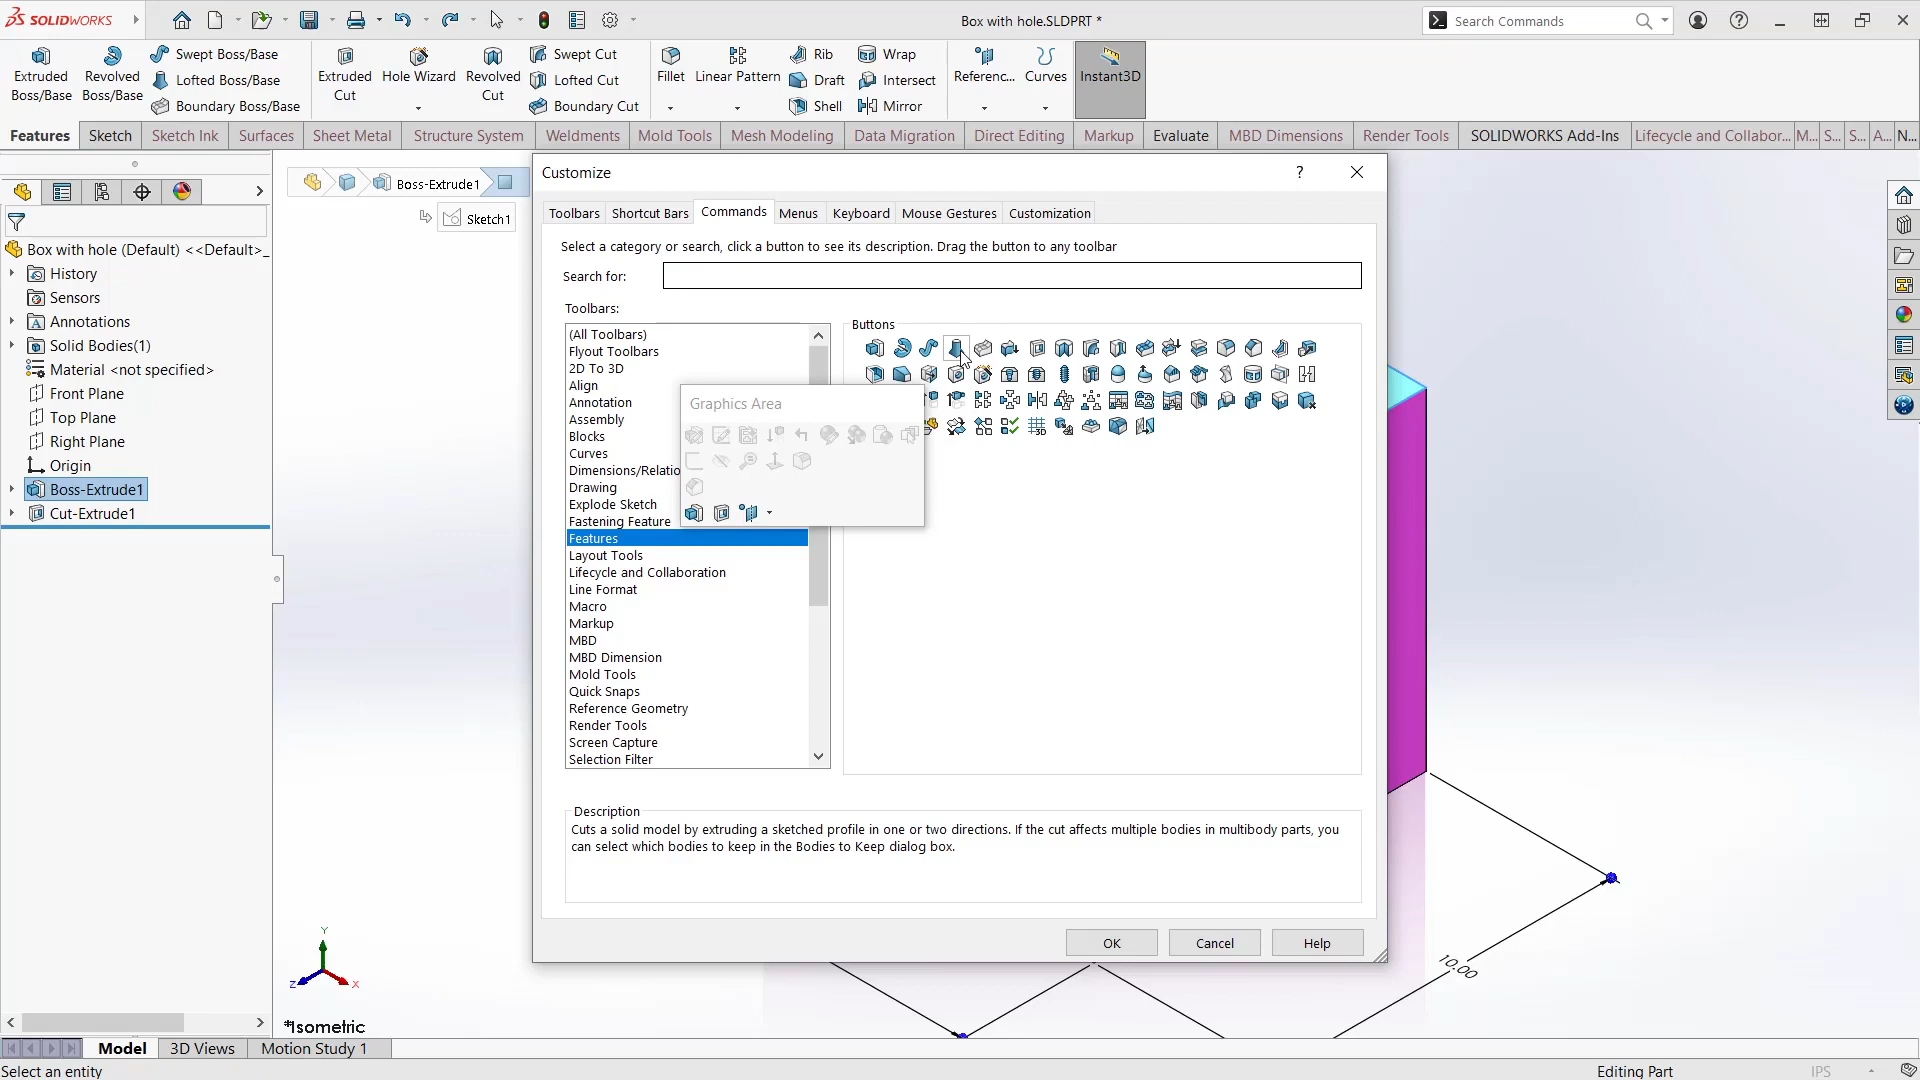 SOLIDWORKS
Box with hole.SLDPRT *
Search Commands
Extruded Boss/Base
Revolved Boss/Base
Swept Boss/Base
Lofted Boss/Base
Boundary Boss/Base
Extruded Cut
Hole Wizard
Revolved Cut
Swept Cut
Lofted Cut
Boundary Cut
Fillet
Linear Pattern
Rib
Draft
Shell
Wrap
Intersect
Mirror
Referenc...
Curves
Instant3D
Features
Sketch
Sketch Ink
Surfaces
Sheet Metal
Structure System
Weldments
Mold Tools
Mesh Modeling
Data Migration
Direct Editing
Markup
Evaluate
MBD Dimensions
Render Tools
SOLIDWORKS Add-Ins
Lifecycle and Collabor...
M...
S...
S...
A...
N...
Boss-Extrude1
Sketch1
Box with hole (Default) <<Default>_
History
Sensors
Annotations
Solid Bodies(1)
Material <not specified>
Front Plane
Top Plane
Right Plane
Origin
Boss-Extrude1
Cut-Extrude1
Customize
?
Toolbars
Shortcut Bars
Commands
Menus
Keyboard
Mouse Gestures
Customization
Select a category or search, click a button to see its description. Drag the button to any toolbar
Search for:
Toolbars:
(All Toolbars)
Flyout Toolbars
2D To 3D
Align
Annotation
Assembly
Blocks
Curves
Dimensions/Relatio
Drawing
Explode Sketch
Fastening Feature
Features
Layout Tools
Lifecycle and Collaboration
Line Format
Macro
Markup
MBD
MBD Dimension
Mold Tools
Quick Snaps
Reference Geometry
Render Tools
Screen Capture
Selection Filter
Buttons
Graphics Area
Description
Cuts a solid model by extruding a sketched profile in one or two directions. If the cut affects multiple bodies in multibody parts, you
can select which bodies to keep in the Bodies to Keep dialog box.
OK
Cancel
Help
10.00
Y
Z
X
*Isometric
Model
3D Views
Motion Study 1
Select an entity
Editing Part
IPS